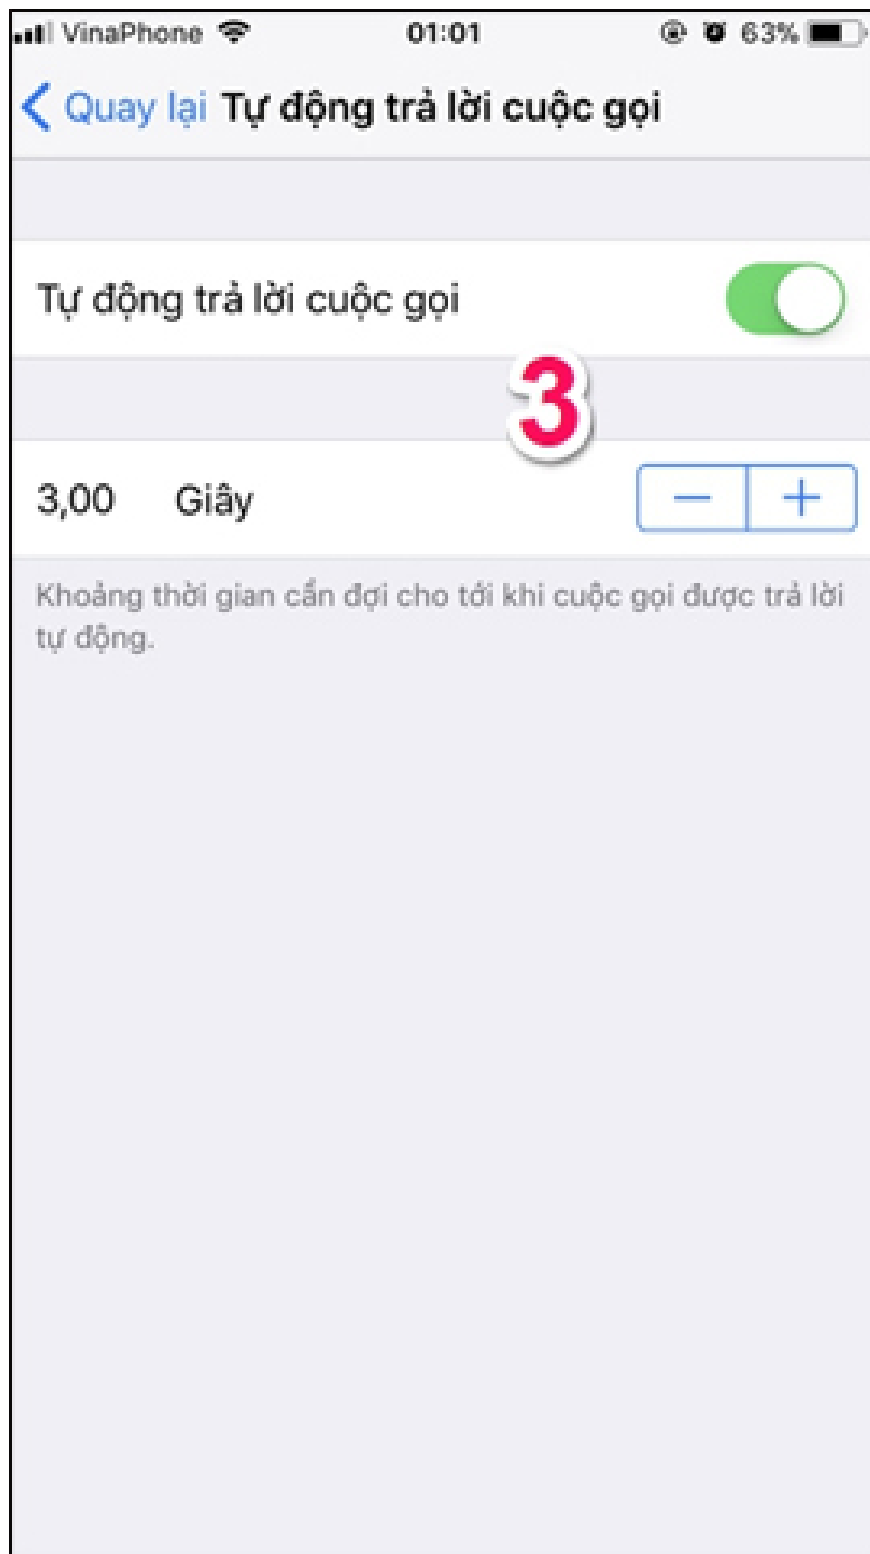 VinaPhone 01:01 63%
Quay lại Tự động trả lời cuộc gọi
Tự động trả lời cuộc gọi
3
3,00 Giây
Khoảng thời gian cần đợi cho tới khi cuộc gọi được trả lời
tự động.